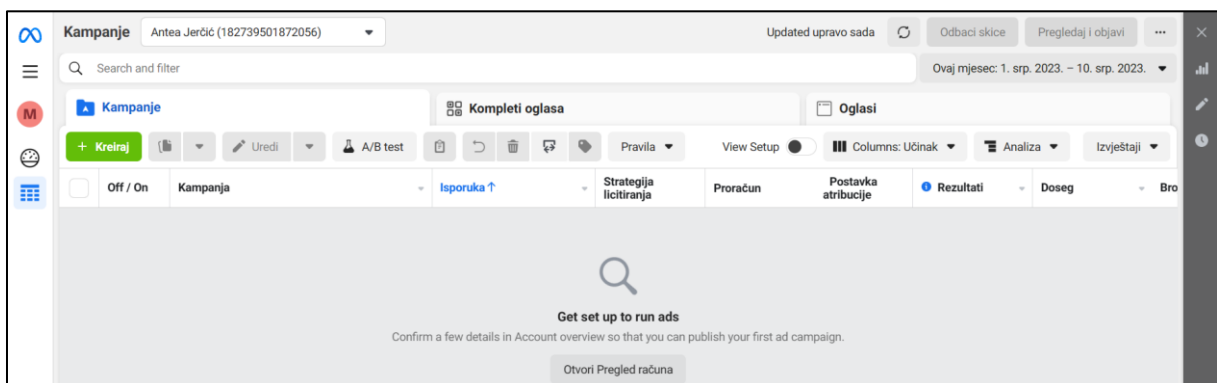 Kampanje Antea Jerčić (182739501872056) Updated upravo sada Odbaci skice Pregledaj i objavi ...
Search and filter Ovaj mjesec: 1. srp. 2023. – 10. srp. 2023.
Kampanje Kompleti oglasa Oglasi
M
+ Kreiraj Uredi A/B test Pravila View Setup Columns: Učinak Analiza Izvještaji
Off / On Kampanja Isporuka ↑ Strategija licitiranja Proračun Postavka atribucije Rezultati Doseg Bro
Get set up to run ads
Confirm a few details in Account overview so that you can publish your first ad campaign.
Otvori Pregled računa